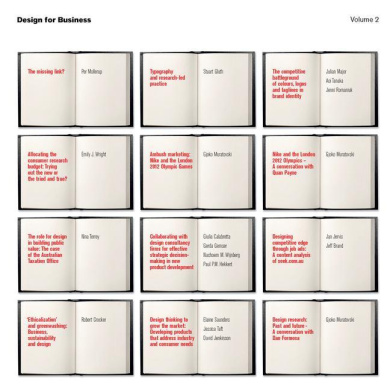 Design for Business
Volume 2
The missing link?
Per Mollerup
Typography
and research-led
practice
Stuart Gluth
The competitive
battleground
of colours, logos
and taglines in
brand identity
Julian Major
Asi Tanaka
Jenni Romaniuk
Allocating the
consumer research
budget: Trying
out the new or
the tried and true?
Emily J. Wright
Ambush marketing:
Nike and the London
2012 Olympic Games
Gjoko Muratovski
Nike and the London
2012 Olympics –
A conversation with
Gjoko Muratovski
The role for design
in building public
value: The case
of the Australian
Taxation Office
Nina Terrey
Collaborating with
design consultancy
firms for effective
strategic decision-
making in new
product development
Giulia Calabretta
Gerda Gemser
Nachoem M. Wijnberg
Paul P.M. Hekkert
Designing
competitive edge
through job ads:
A content analysis
of seek.com.au
Jan Jervis
Jeff Brand
'Ethicalization'
and greenwashing:
Business,
sustainability
and design
Robert Crocker
Design thinking to
grow the market:
Developing products
that address industry
and consumer needs
Elaine Saunders
Jessica Taft
David Jenkinson
Design research:
Past and future -
A conversation with
Dan Formosa
Gjoko Muratovski